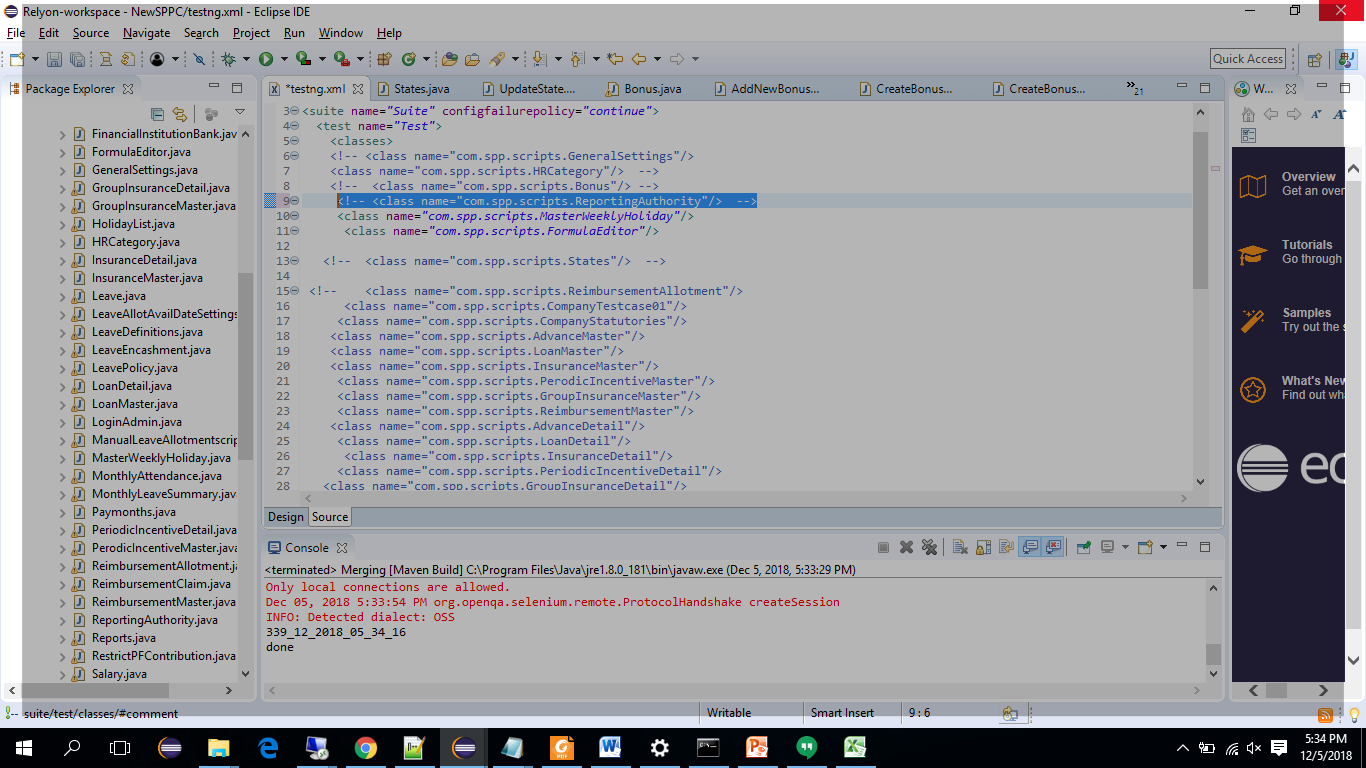 Relyon-workspace - NewSPPC/testng.xml - Eclipse IDE
File Edit Source Navigate Search Project Run Window Help
Quick Access
Package Explorer
FinancialInstitutionBank.jav
FormulaEditor.java
GeneralSettings.java
GroupInsuranceDetail.java
GroupInsuranceMaster.java
HolidayList.java
HRCategory.java
InsuranceDetail.java
InsuranceMaster.java
Leave.java
LeaveAllotAvailDateSettings
LeaveDefinitions.java
LeaveEncashment.java
LeavePolicy.java
LoanDetail.java
LoanMaster.java
LoginAdmin.java
ManualLeaveAllotmentscrip
MasterWeeklyHoliday.java
MonthlyAttendance.java
MonthlyLeaveSummary.java
Paymonths.java
PeriodicIncentiveDetail.java
PerodicIncentiveMaster.java
ReimbursementAllotment.ja
ReimbursementClaim.java
ReimbursementMaster.java
ReportingAuthority.java
Reports.java
RestrictPFContribution.java
Salary.java
*testng.xml States.java UpdateState.... Bonus.java AddNewBonus... CreateBonus... CreateBonus... »21
3 <suite name="Suite" configfailurepolicy="continue">
4 <test name="Test">
5 <classes>
6 <!-- <class name="com.spp.scripts.GeneralSettings"/>
7 <class name="com.spp.scripts.HRCategory"/> -->
8 <!-- <class name="com.spp.scripts.Bonus"/> -->
9 <!-- <class name="com.spp.scripts.ReportingAuthority"/> -->
10 <class name="com.spp.scripts.MasterWeeklyHoliday"/>
11 <class name="com.spp.scripts.FormulaEditor"/>
12
13 <!-- <class name="com.spp.scripts.States"/> -->
14
15 <!-- <class name="com.spp.scripts.ReimbursementAllotment"/>
16 <class name="com.spp.scripts.CompanyTestcase01"/>
17 <class name="com.spp.scripts.CompanyStatutories"/>
18 <class name="com.spp.scripts.AdvanceMaster"/>
19 <class name="com.spp.scripts.LoanMaster"/>
20 <class name="com.spp.scripts.InsuranceMaster"/>
21 <class name="com.spp.scripts.PerodicIncentiveMaster"/>
22 <class name="com.spp.scripts.GroupInsuranceMaster"/>
23 <class name="com.spp.scripts.ReimbursementMaster"/>
24 <class name="com.spp.scripts.AdvanceDetail"/>
25 <class name="com.spp.scripts.LoanDetail"/>
26 <class name="com.spp.scripts.InsuranceDetail"/>
27 <class name="com.spp.scripts.PeriodicIncentiveDetail"/>
28 <class name="com.spp.scripts.GroupInsuranceDetail"/>
Design Source
Console
<terminated> Merging [Maven Build] C:\Program Files\Java\jre1.8.0_181\bin\javaw.exe (Dec 5, 2018, 5:33:29 PM)
Only local connections are allowed.
Dec 05, 2018 5:33:54 PM org.openqa.selenium.remote.ProtocolHandshake createSession
INFO: Detected dialect: OSS
339_12_2018_05_34_16
done
W...
Overview
Get an over
Tutorials
Go through
Samples
Try out the s
What's New
Find out wha
ec
suite/test/classes/#comment Writable Smart Insert 9 : 6
5:34 PM
12/5/2018